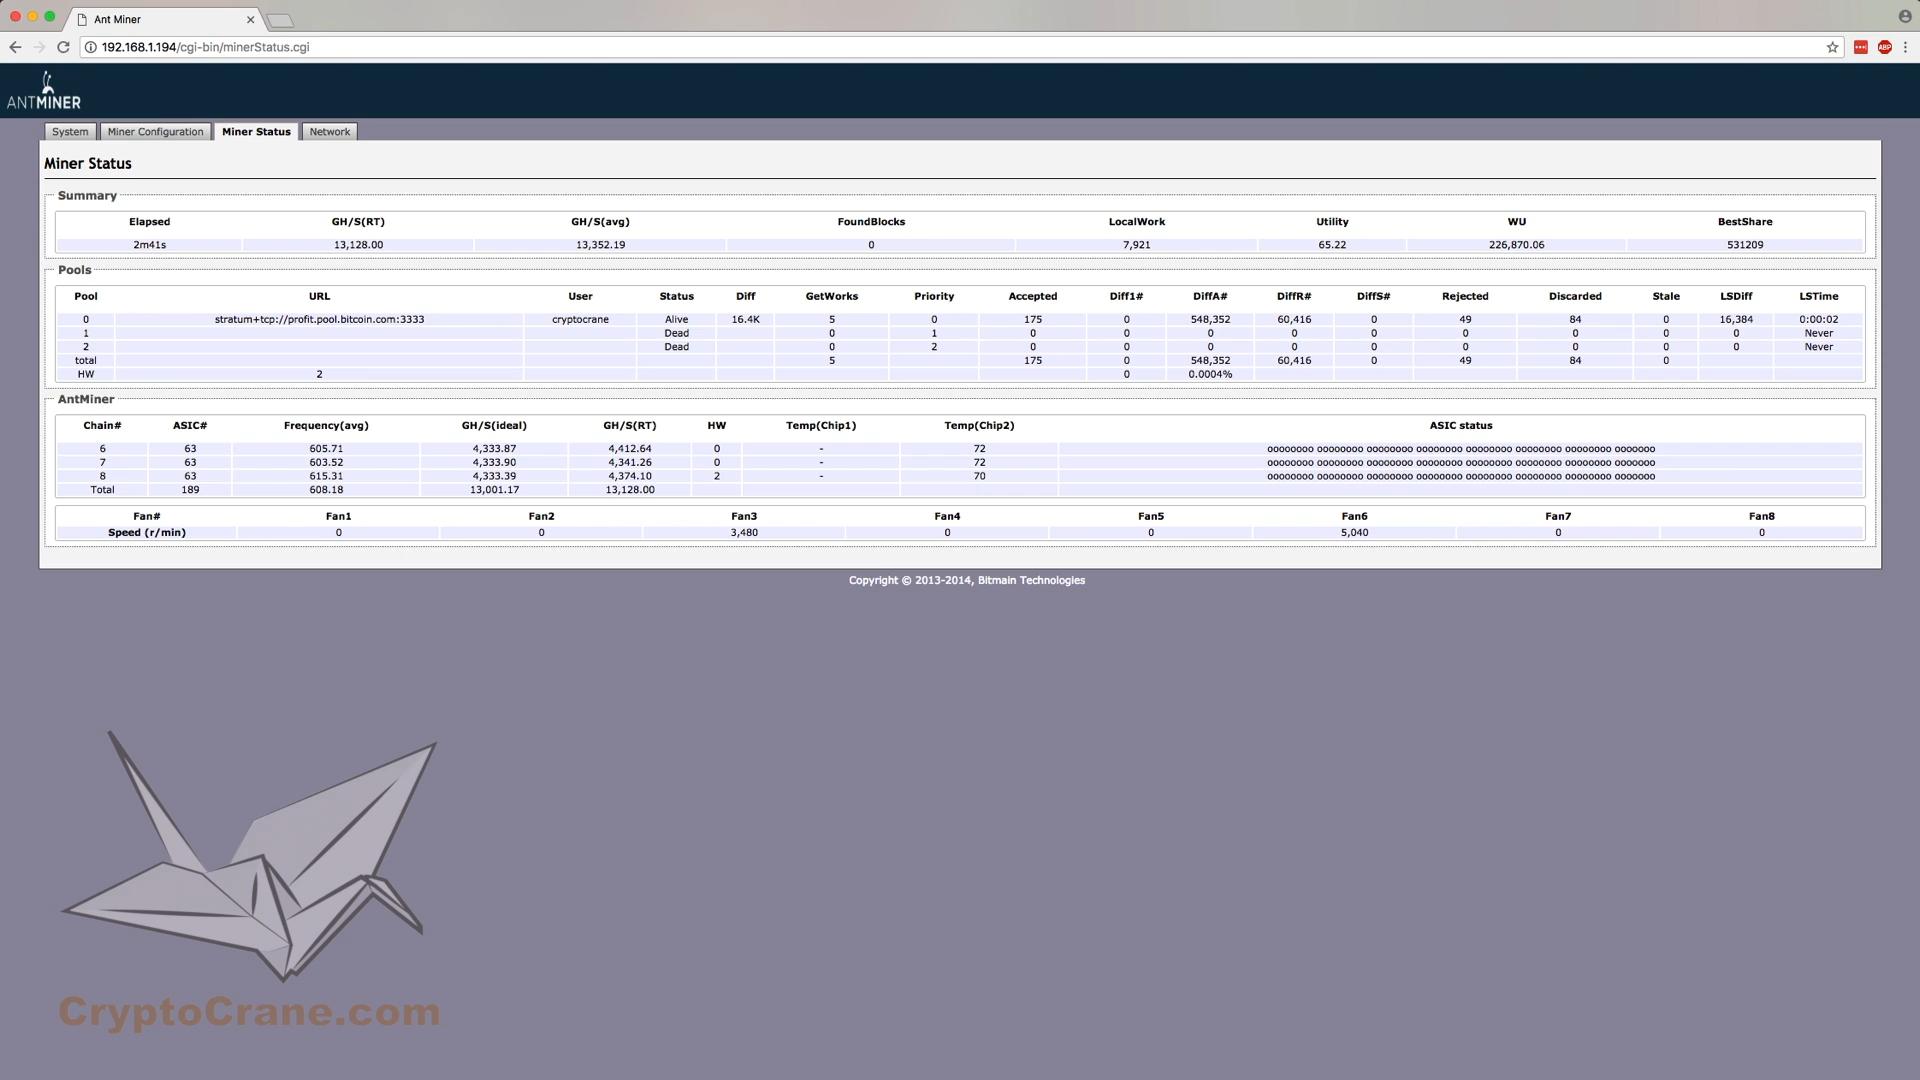 Ant Miner
192.168.1.194/cgi-bin/minerStatus.cgi
ABP
ANTMINER
System Miner Configuration Miner Status Network
Miner Status
Summary
Elapsed GH/S(RT) GH/S(avg) FoundBlocks LocalWork Utility WU BestShare
2m41s 13,128.00 13,352.19 0 7,921 65.22 226,870.06 531209
Pools
Pool URL User Status Diff GetWorks Priority Accepted Diff1# DiffA# DiffR# DiffS# Rejected Discarded Stale LSDiff LSTime
0 stratum+tcp://profit.pool.bitcoin.com:3333 cryptocrane Alive 16.4K 5 0 175 0 548,352 60,416 0 49 84 0 16,384 0:00:02
1 Dead 0 1 0 0 0 0 0 0 0 0 0 Never
2 Dead 0 2 0 0 0 0 0 0 0 0 0 Never
total 5 175 0 548,352 60,416 0 49 84 0
HW 2 0 0.0004%
AntMiner
Chain# ASIC# Frequency(avg) GH/S(ideal) GH/S(RT) HW Temp(Chip1) Temp(Chip2) ASIC status
6 63 605.71 4,333.87 4,412.64 0 - 72 oooooooo oooooooo oooooooo oooooooo oooooooo oooooooo oooooooo ooooooo
7 63 603.52 4,333.90 4,341.26 0 - 72 oooooooo oooooooo oooooooo oooooooo oooooooo oooooooo oooooooo ooooooo
8 63 615.31 4,333.39 4,374.10 2 - 70 oooooooo oooooooo oooooooo oooooooo oooooooo oooooooo oooooooo ooooooo
Total 189 608.18 13,001.17 13,128.00
Fan# Fan1 Fan2 Fan3 Fan4 Fan5 Fan6 Fan7 Fan8
Speed (r/min) 0 0 3,480 0 0 5,040 0 0
Copyright © 2013-2014, Bitmain Technologies
CryptoCrane.com